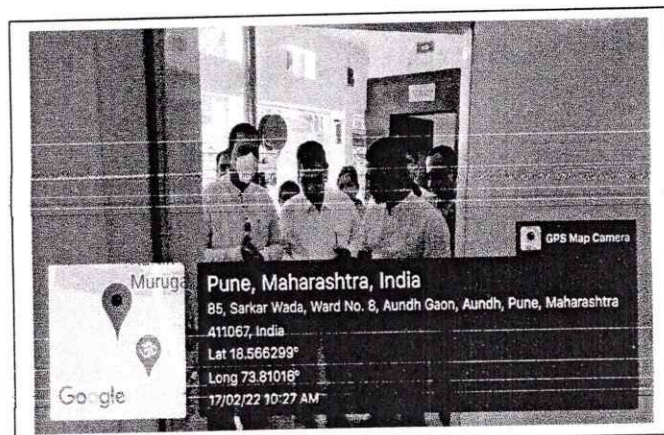 GPS Map Camera
Muruga
Google
Pune, Maharashtra, India
85, Sarkar Wada, Ward No. 8, Aundh Gaon, Aundh, Pune, Maharashtra
411067, India
Lat 18.566299°
Long 73.81016°
17/02/22 10:27 AM